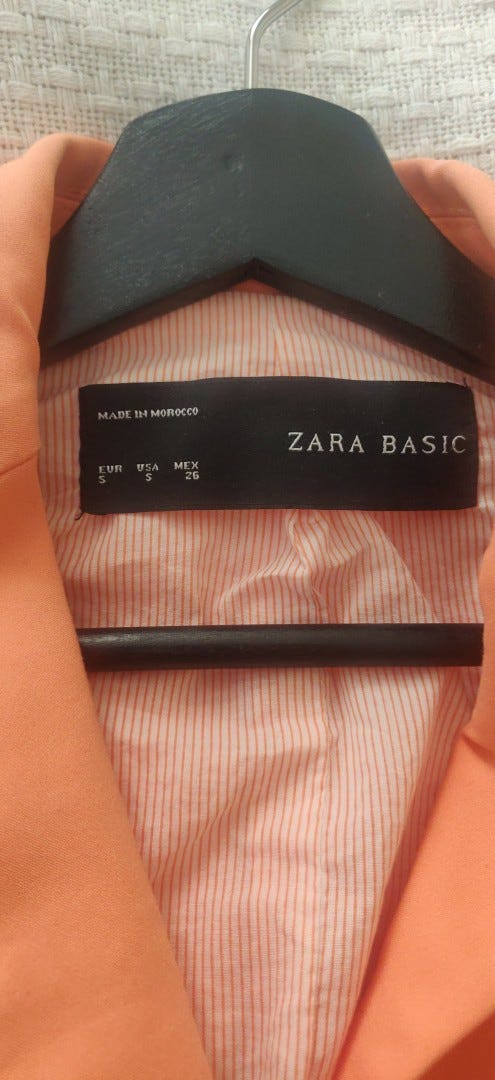 MADE IN MOROCCO
ZARA BASIC
EUR USA MEX
S S 26